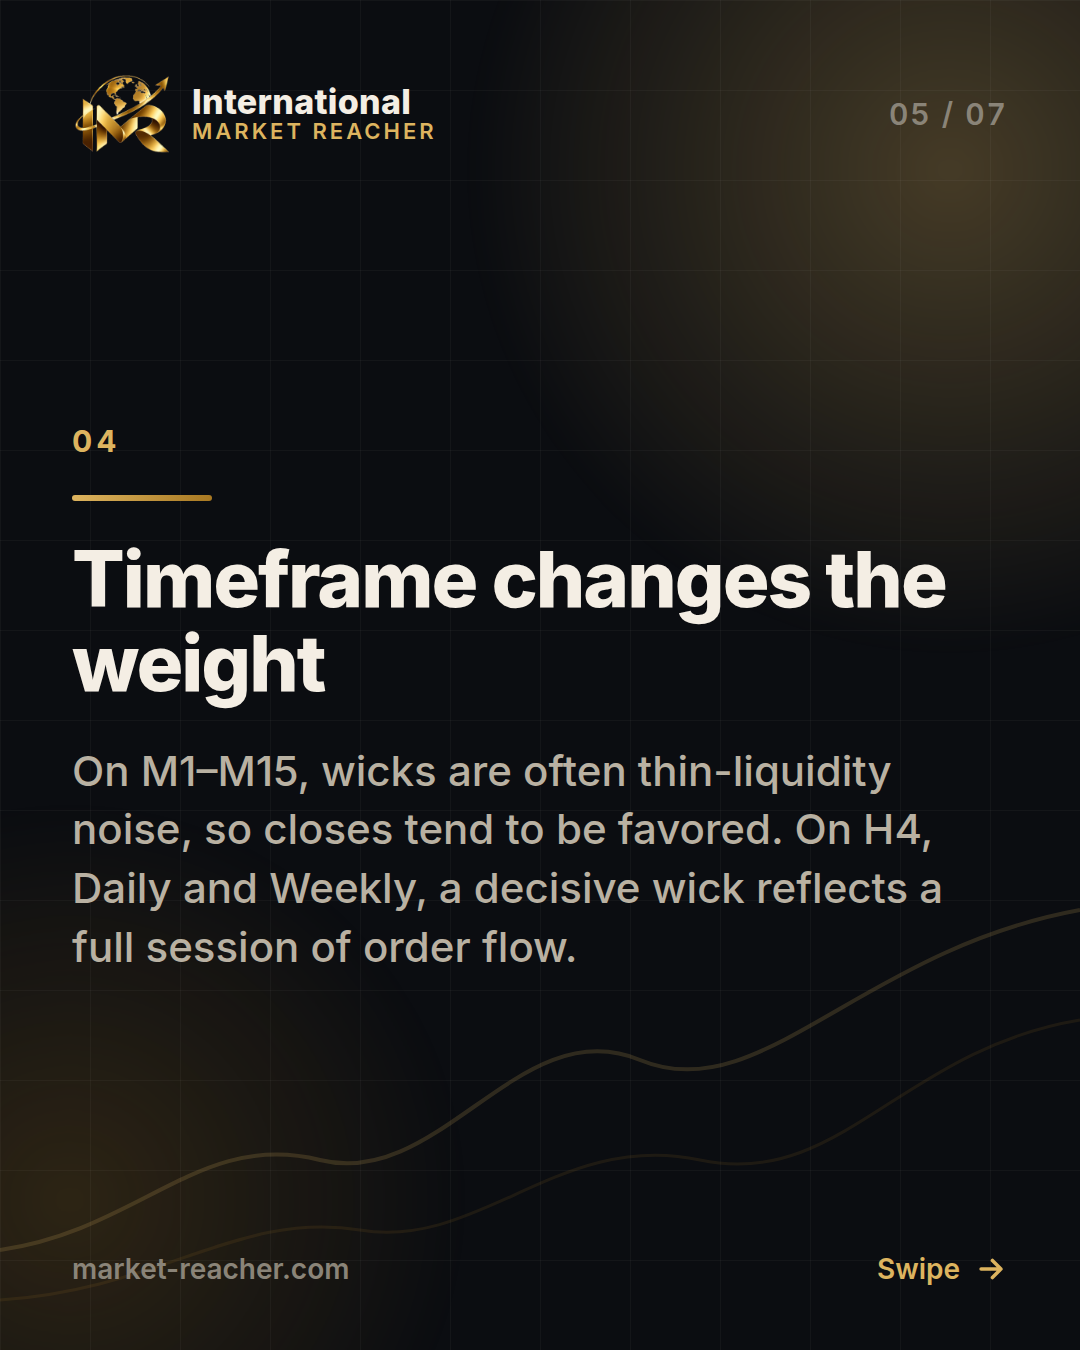 International
MARKET REACHER
05 / 07
04
Timeframe changes the
weight
On M1–M15, wicks are often thin-liquidity
noise, so closes tend to be favored. On H4,
Daily and Weekly, a decisive wick reflects a
full session of order flow.
market-reacher.com
Swipe →